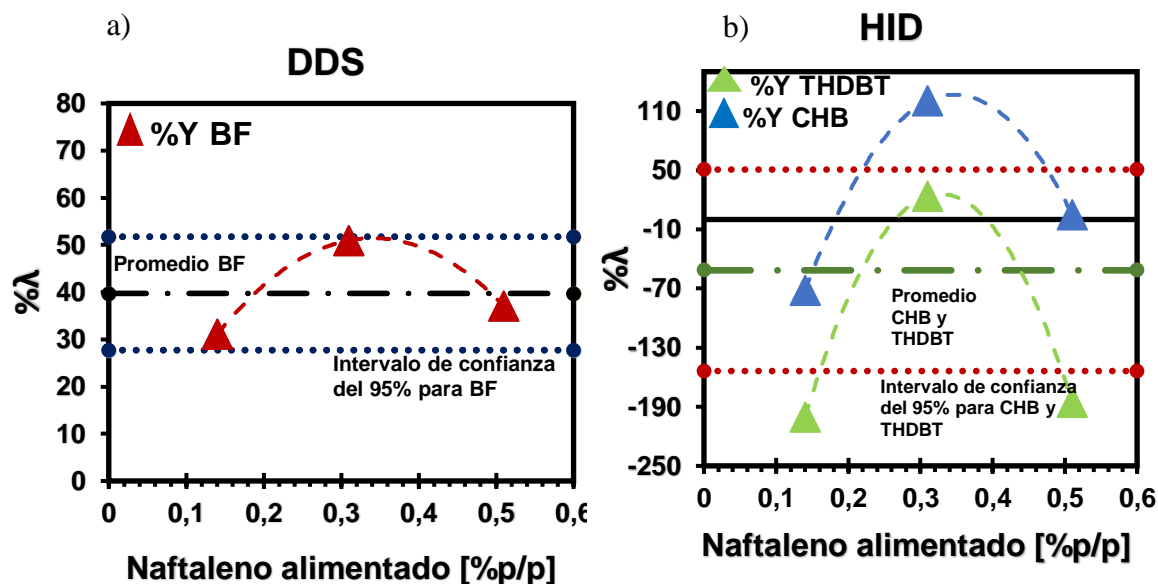 a)
DDS
80
70
60
50
40
30
20
10
0
%λ
%Y BF
Promedio BF
Intervalo de confianza
del 95% para BF
0 0,1 0,2 0,3 0,4 0,5 0,6
Naftaleno alimentado [%p/p]
b)
HID
110
50
-10
-70
-130
-190
-250
%λ
%Y THDBT
%Y CHB
Promedio
CHB y
THDBT
Intervalo de confianza
del 95% para CHB y
THDBT
0 0,1 0,2 0,3 0,4 0,5 0,6
Naftaleno alimentado [%p/p]